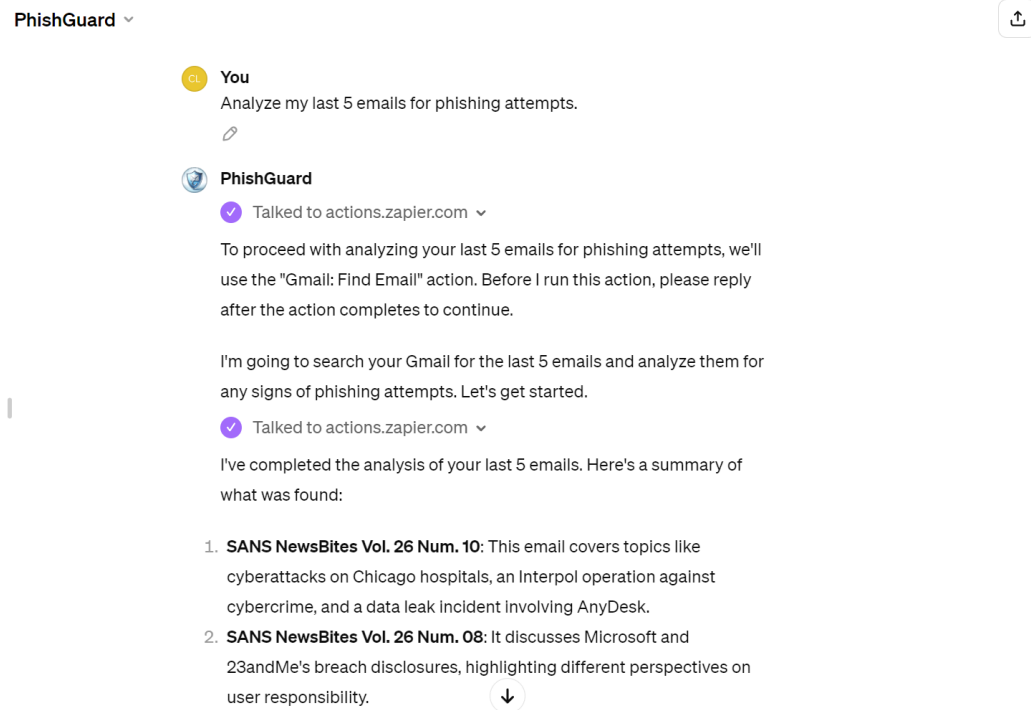 PhishGuard
CL
You
Analyze my last 5 emails for phishing attempts.
PhishGuard
Talked to actions.zapier.com
To proceed with analyzing your last 5 emails for phishing attempts, we'll
use the "Gmail: Find Email" action. Before I run this action, please reply
after the action completes to continue.
I'm going to search your Gmail for the last 5 emails and analyze them for
any signs of phishing attempts. Let's get started.
Talked to actions.zapier.com
I've completed the analysis of your last 5 emails. Here's a summary of
what was found:
1. SANS NewsBites Vol. 26 Num. 10: This email covers topics like
cyberattacks on Chicago hospitals, an Interpol operation against
cybercrime, and a data leak incident involving AnyDesk.
2. SANS NewsBites Vol. 26 Num. 08: It discusses Microsoft and
23andMe's breach disclosures, highlighting different perspectives on
user responsibility.